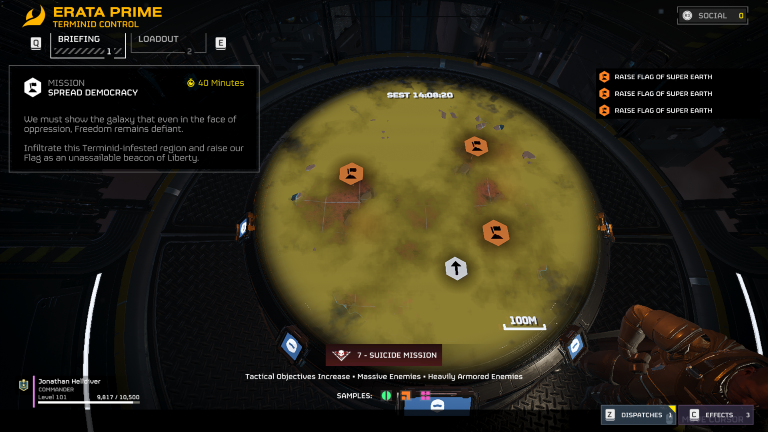 ERATA PRIME
TERMINID CONTROL
Q
BRIEFING
1
LOADOUT
2
E
SOCIAL 0
MISSION
SPREAD DEMOCRACY
40 Minutes
We must show the galaxy that even in the face of
oppression, Freedom remains defiant.
Infiltrate this Terminid-infested region and raise our
Flag as an unassailable beacon of Liberty.
RAISE FLAG OF SUPER EARTH
RAISE FLAG OF SUPER EARTH
RAISE FLAG OF SUPER EARTH
SEST 14:08:20
100M
7 - SUICIDE MISSION
Tactical Objectives Increase • Massive Enemies • Heavily Armored Enemies
SAMPLES:
Jonathan Helldiver
COMMANDER
Level 101
9,817 / 10,500
Z DISPATCHES 1
C EFFECTS 3
MOVE CURSOR